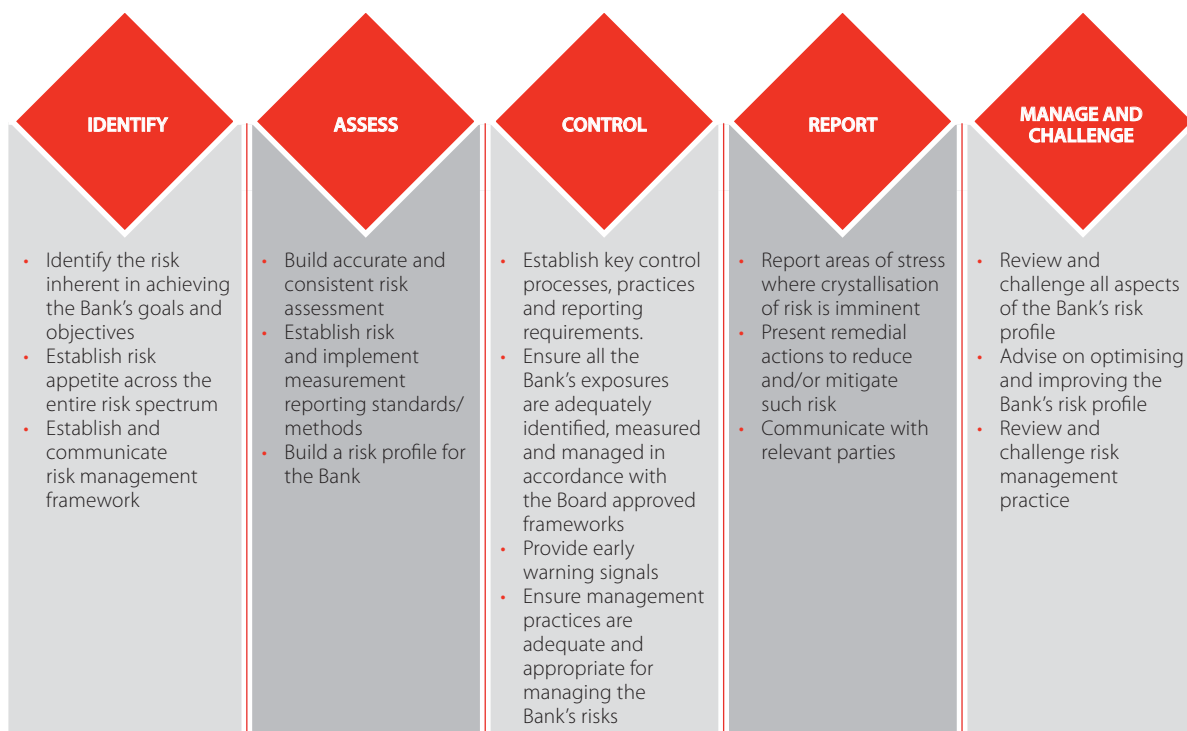 IDENTIFY
• Identify the risk
inherent in achieving
the Bank's goals and
objectives
• Establish risk
appetite across the
entire risk spectrum
• Establish and
communicate
risk management
framework
ASSESS
• Build accurate and
consistent risk
assessment
• Establish risk
and implement
measurement
reporting standards/
methods
• Build a risk profile for
the Bank
CONTROL
• Establish key control
processes, practices
and reporting
requirements.
• Ensure all the
Bank's exposures
are adequately
identified, measured
and managed in
accordance with
the Board approved
frameworks
• Provide early
warning signals
• Ensure management
practices are
adequate and
appropriate for
managing the
Bank's risks
REPORT
• Report areas of stress
where crystallisation
of risk is imminent
• Present remedial
actions to reduce
and/or mitigate
such risk
• Communicate with
relevant parties
MANAGE AND
CHALLENGE
• Review and
challenge all aspects
of the Bank's risk
profile
• Advise on optimising
and improving the
Bank's risk profile
• Review and
challenge risk
management
practice